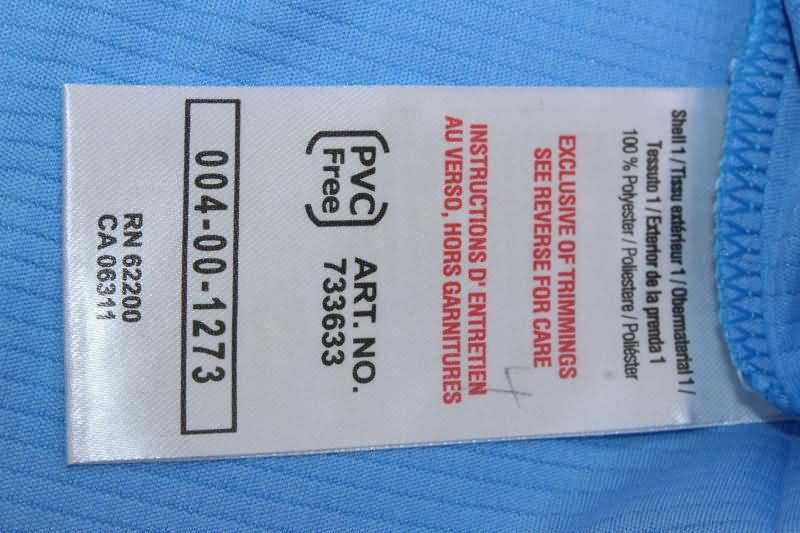 Shell 1 / Tissu extérieur 1 / Obermaterial 1 /
Tessuto 1 / Exterior de la prenda 1
100 % Polyester / Poliestere / Poliéster
EXCLUSIVE OF TRIMMINGS
SEE REVERSE FOR CARE
INSTRUCTIONS D' ENTRETIEN
AU VERSO, HORS GARNITURES
4
PVC
Free
ART. NO.
733633
004-00-1273
RN 62200
CA 06311